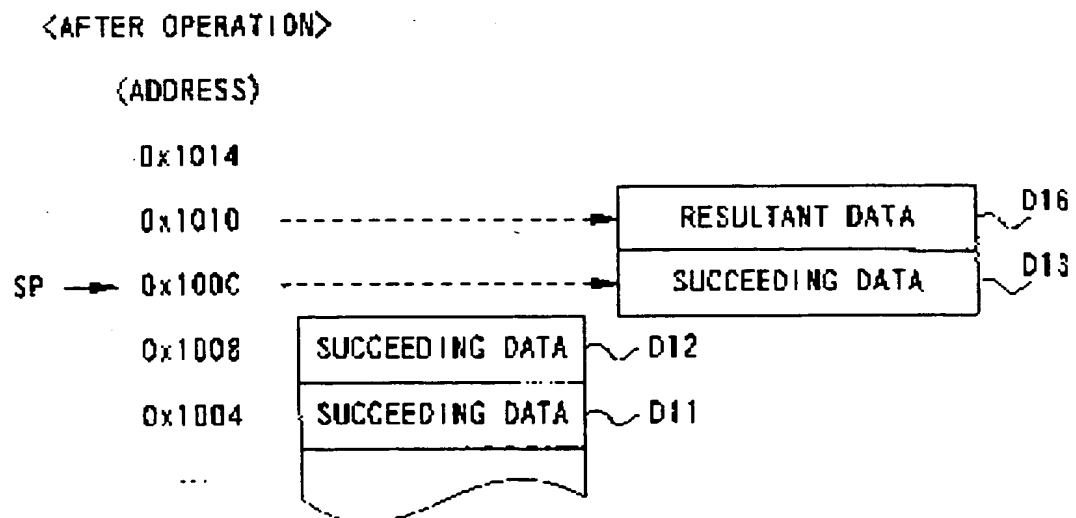 <AFTER OPERATION>
(ADDRESS)
0x1014
0x1010 RESULTANT DATA D16
SP 0x100C SUCCEEDING DATA D13
0x1008 SUCCEEDING DATA D12
0x1004 SUCCEEDING DATA D11
...